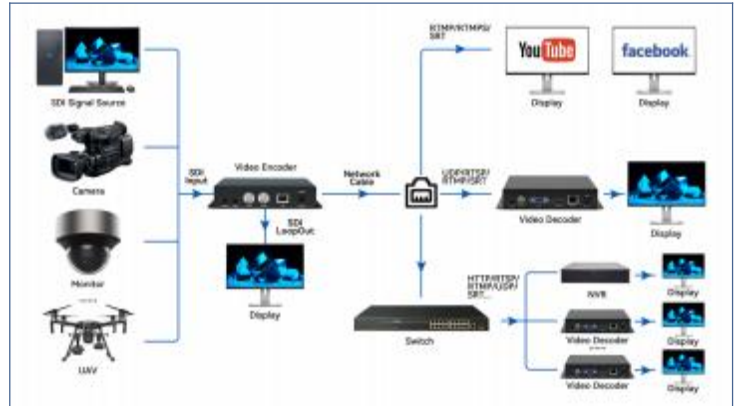 RTMP/RTMPS/
SRT
YouTube
facebook
Display
Display
SDI Signal Source
Camera
SDI
Input
Video Encoder
Network
Cable
UDP/RTSP/
RTMP/SRT
Video Decoder
Display
SDI
LoopOut
Display
Monitor
UAV
Switch
HTTP/RTSP/
RTMP/UDP/
SRT...
NVR
Display
Video Decoder
Display
Video Decoder
Display